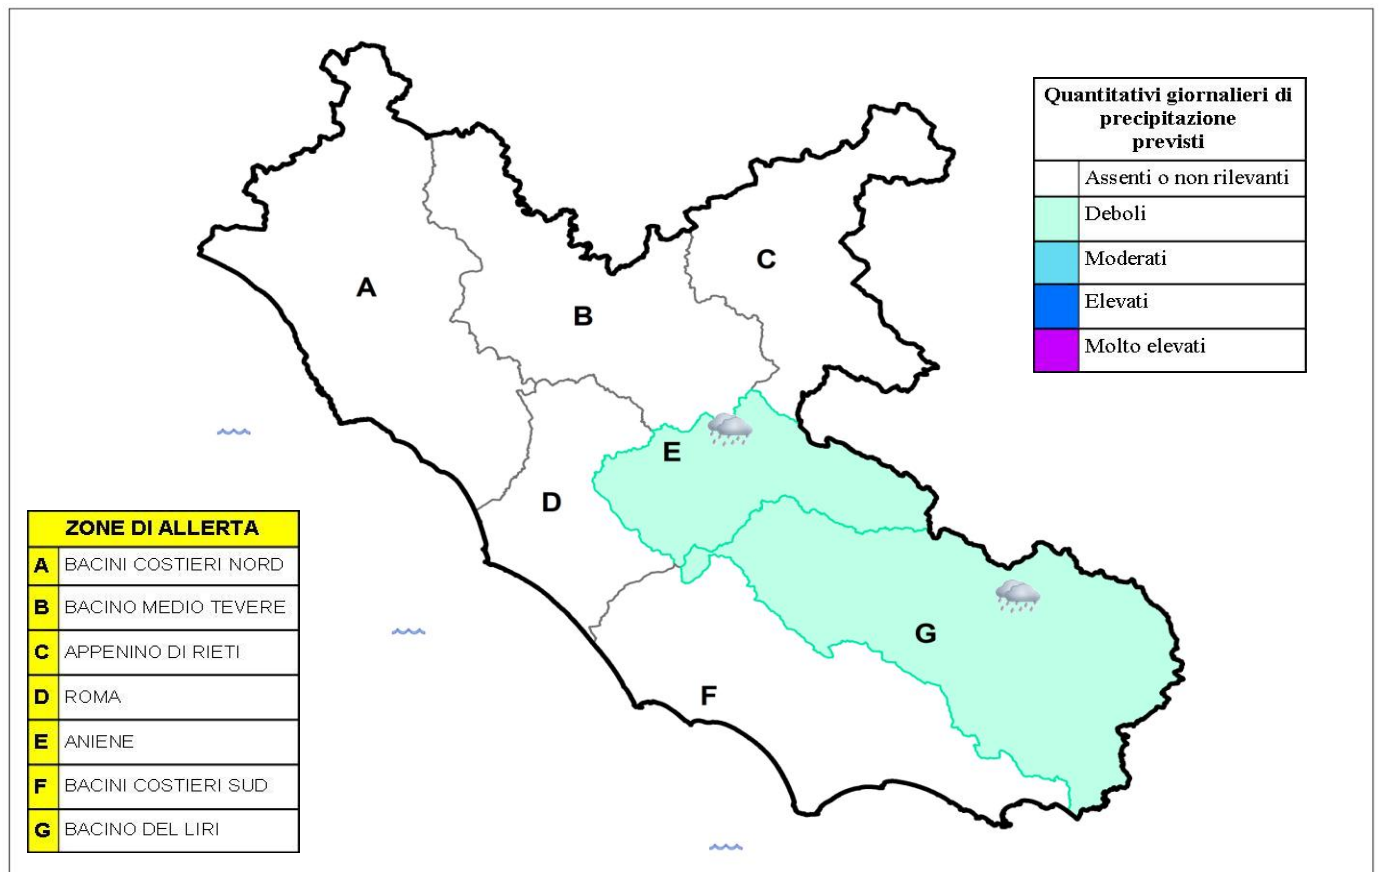 Quantitativi giornalieri di
precipitazione
previsti
Assenti o non rilevanti
Deboli
Moderati
Elevati
Molto elevati
A
B
C
D
E
F
G
ZONE DI ALLERTA
A BACINI COSTIERI NORD
B BACINO MEDIO TEVERE
C APPENINO DI RIETI
D ROMA
E ANIENE
F BACINI COSTIERI SUD
G BACINO DEL LIRI